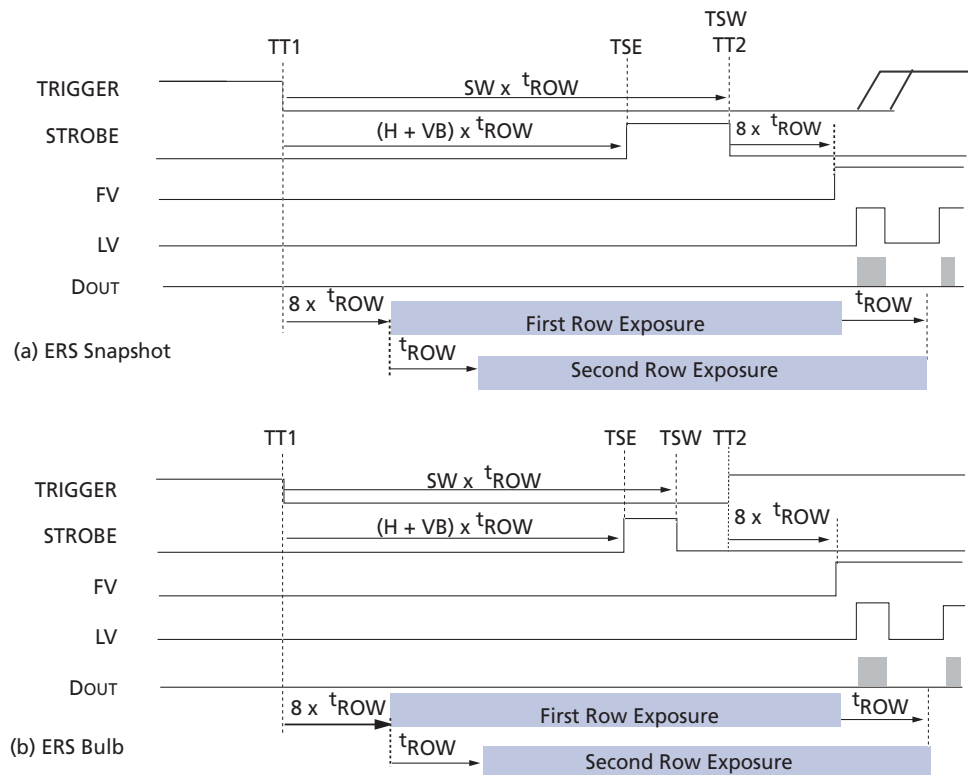 TSW
TT1 TSE TT2
TRIGGER
SW x tROW
STROBE
(H + VB) x tROW
8 x tROW
FV
LV
DOUT
8 x tROW
First Row Exposure
tROW
(a) ERS Snapshot
tROW
Second Row Exposure
TT1 TSE TSW TT2
TRIGGER
SW x tROW
STROBE
(H + VB) x tROW
8 x tROW
FV
LV
DOUT
8 x tROW
First Row Exposure
tROW
(b) ERS Bulb
tROW
Second Row Exposure